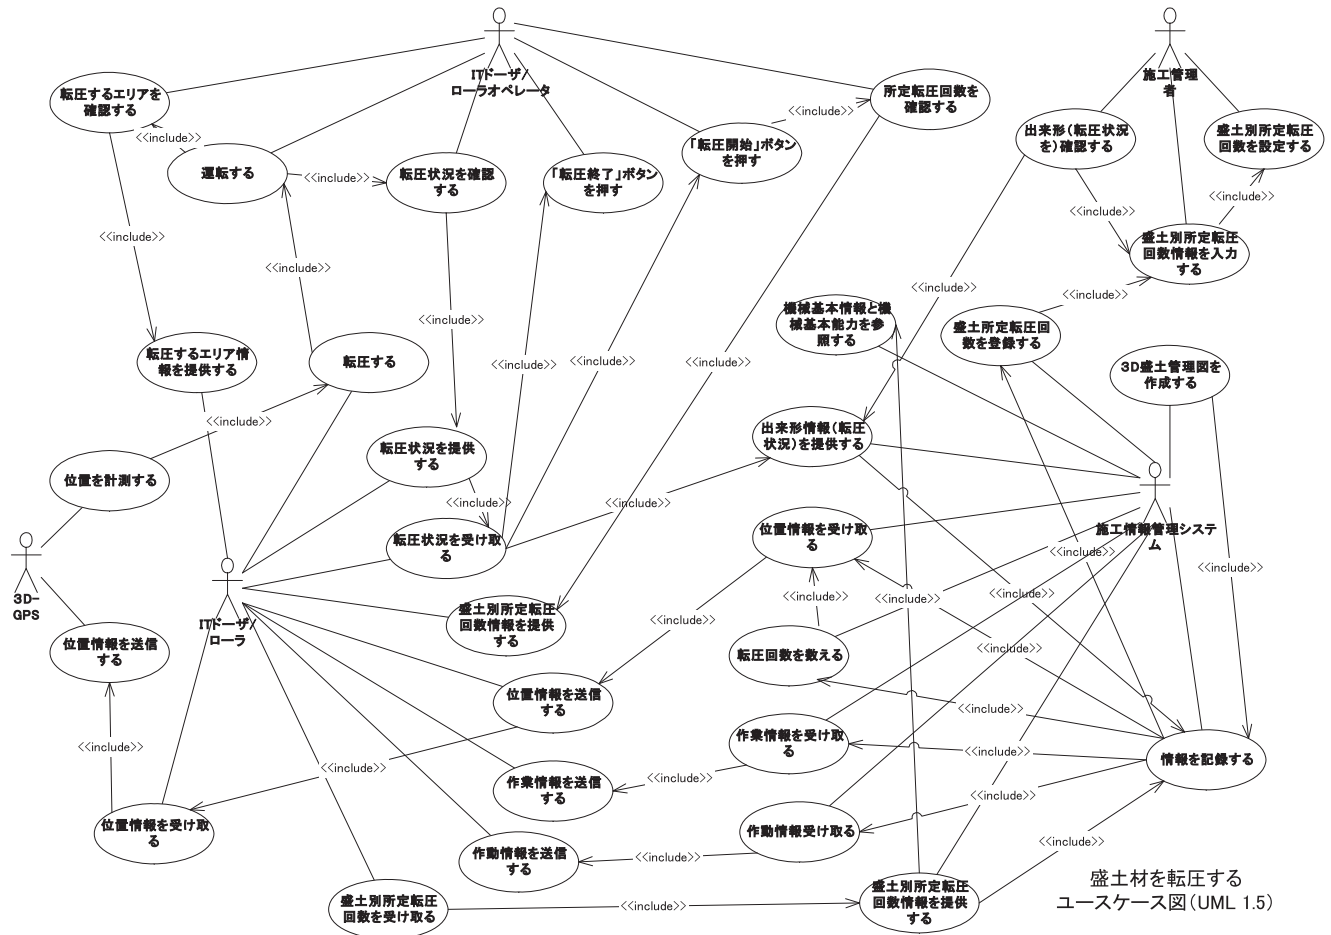 ITドーザ/
ローラオペレータ
施工管理
者
転圧するエリアを
確認する
所定転圧回数を
確認する
<<include>>
<<include>>
出来形(転圧状況
を)確認する
盛土別所定転圧
回数を設定する
「転圧開始」ボタン
を押す
運転する
<<include>>
転圧状況を確認
する
「転圧終了」ボタン
を押す
<<include>>
<<include>>
<<include>>
盛土別所定転圧
回数情報を入力
する
<<include>>
<<include>>
<<include>>
機械基本情報と機
械基本能力を参
照する
盛土所定転圧回
数を登録する
<<include>>
転圧するエリア情
報を提供する
転圧する
<<include>>
<<include>>
3D盛土管理図を
作成する
<<include>>
出来形情報(転圧
状況)を提供する
転圧状況を提供
する
位置を計測する
<<include>>
<<include>>
位置情報を受け取
る
施工情報管理システ
ム
転圧状況を受け取
る
<<include>>
<<include>>
<<include>>
3D-
GPS
ITドーザ/
ローラ
盛土別所定転圧
回数情報を提供
する
<<include>>
<<include>>
<<include>>
<<include>>
位置情報を送信
する
転圧回数を数える
<<include>>
位置情報を送信
する
<<include>>
<<include>>
作業情報を受け取
る
<<include>>
情報を記録する
<<include>>
<<include>>
作業情報を送信
する
<<include>>
位置情報を受け取
る
作動情報受け取る
<<include>>
<<include>>
作動情報を送信
する
盛土別所定転圧
回数を受け取る
<<include>>
盛土別所定転圧
回数情報を提供
する
盛土材を転圧する
ユースケース図(UML 1.5)